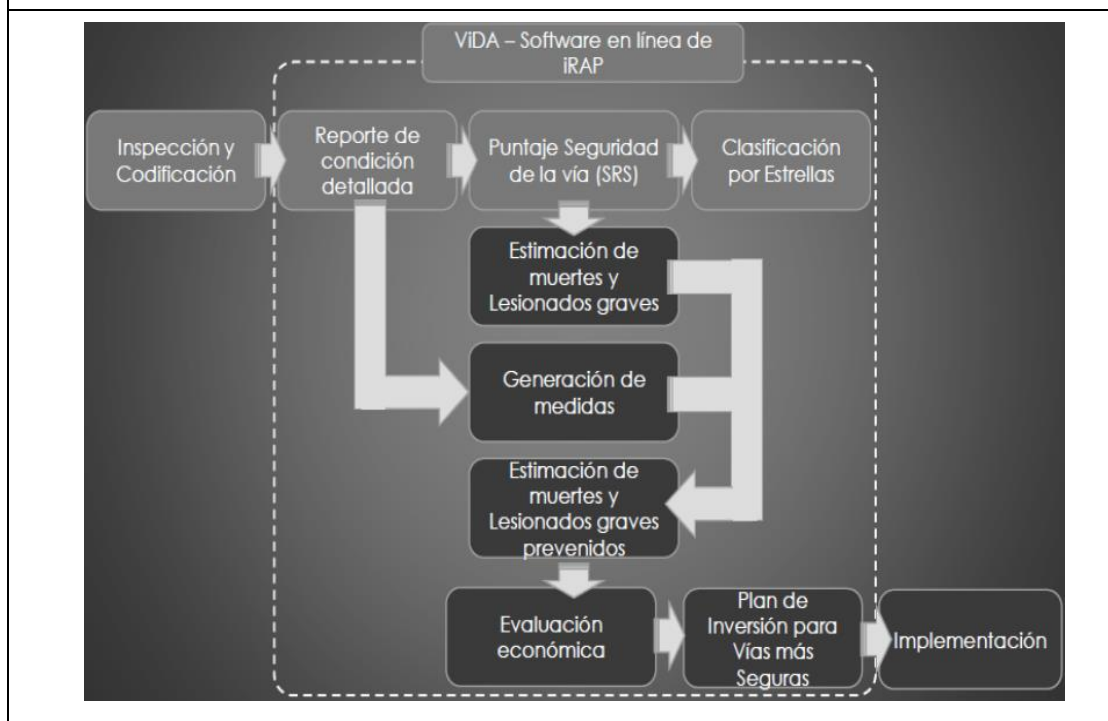 ViDA – Software en línea de
iRAP
Inspección y
Codificación
Reporte de
condición
detallada
Puntaje Seguridad
de la vía (SRS)
Clasificación
por Estrellas
Estimación de
muertes y
Lesionados graves
Generación de
medidas
Estimación de
muertes y
Lesionados graves
prevenidos
Evaluación
económica
Plan de
Inversión para
Vías más
Seguras
Implementación